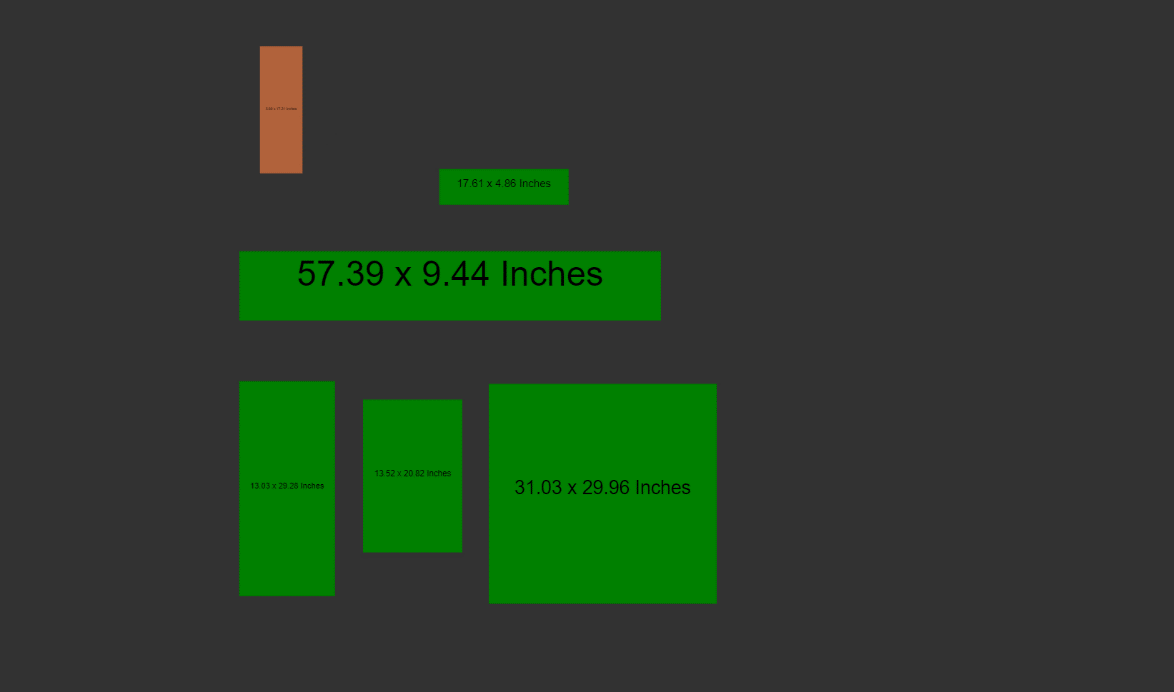 17.61 x 4.86 Inches
57.39 x 9.44 Inches
13.03 x 29.26 Inches
13.52 x 20.82 Inches
31.03 x 29.96 Inches